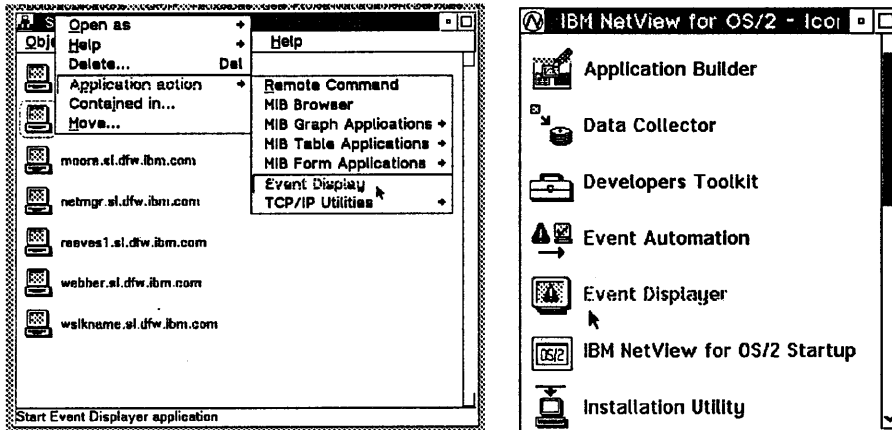 S
Obje
Help
Open as
Help
Delete... Del
Application action
Contained in...
Move...
Remote Command
MIB Browser
MIB Graph Applications
MIB Table Applications
MIB Form Applications
Event Display
TCP/IP Utilities
moore.sl.dfw.ibm.com
netmgr.sl.dfw.ibm.com
reeves1.sl.dfw.ibm.com
webber.sl.dfw.ibm.com
wslkname.sl.dfw.ibm.com
Start Event Displayer application
IBM NetView for OS/2 - Icon
Application Builder
Data Collector
Developers Toolkit
Event Automation
Event Displayer
OS/2
IBM NetView for OS/2 Startup
Installation Utility